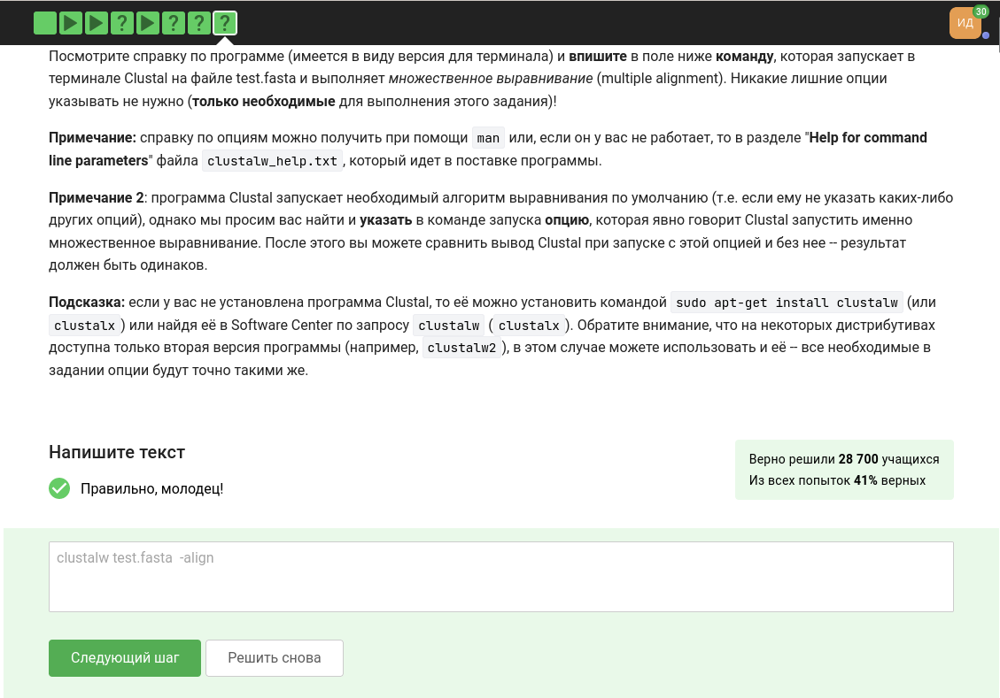 ? ? ? ?
ИД 30
Посмотрите справку по программе (имеется в виду версия для терминала) и впишите в поле ниже команду, которая запускает в
терминале Clustal на файле test.fasta и выполняет множественное выравнивание (multiple alignment). Никакие лишние опции
указывать не нужно (только необходимые для выполнения этого задания)!
Примечание: справку по опциям можно получить при помощи man или, если он у вас не работает, то в разделе "Help for command
line parameters" файла clustalw_help.txt, который идет в поставке программы.
Примечание 2: программа Clustal запускает необходимый алгоритм выравнивания по умолчанию (т.е. если ему не указать каких-либо
других опций), однако мы просим вас найти и указать в команде запуска опцию, которая явно говорит Clustal запустить именно
множественное выравнивание. После этого вы можете сравнить вывод Clustal при запуске с этой опцией и без нее -- результат
должен быть одинаков.
Подсказка: если у вас не установлена программа Clustal, то её можно установить командой sudo apt-get install clustalw (или
clustalx) или найдя её в Software Center по запросу clustalw (clustalx). Обратите внимание, что на некоторых дистрибутивах
доступна только вторая версия программы (например, clustalw2), в этом случае можете использовать и её -- все необходимые в
задании опции будут точно такими же.
Напишите текст
Правильно, молодец!
Верно решили 28 700 учащихся
Из всех попыток 41% верных
clustalw test.fasta  -align
Следующий шаг
Решить снова